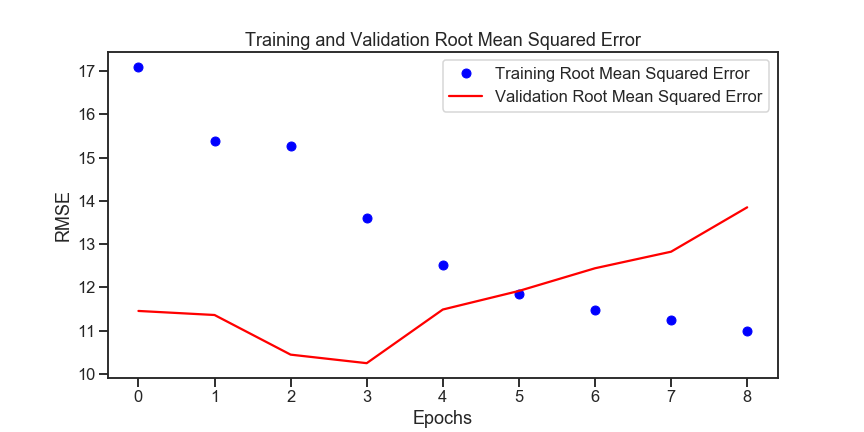 Training and Validation Root Mean Squared Error
Training Root Mean Squared Error
Validation Root Mean Squared Error
RMSE
17
16
15
14
13
12
11
10
0 1 2 3 4 5 6 7 8
Epochs